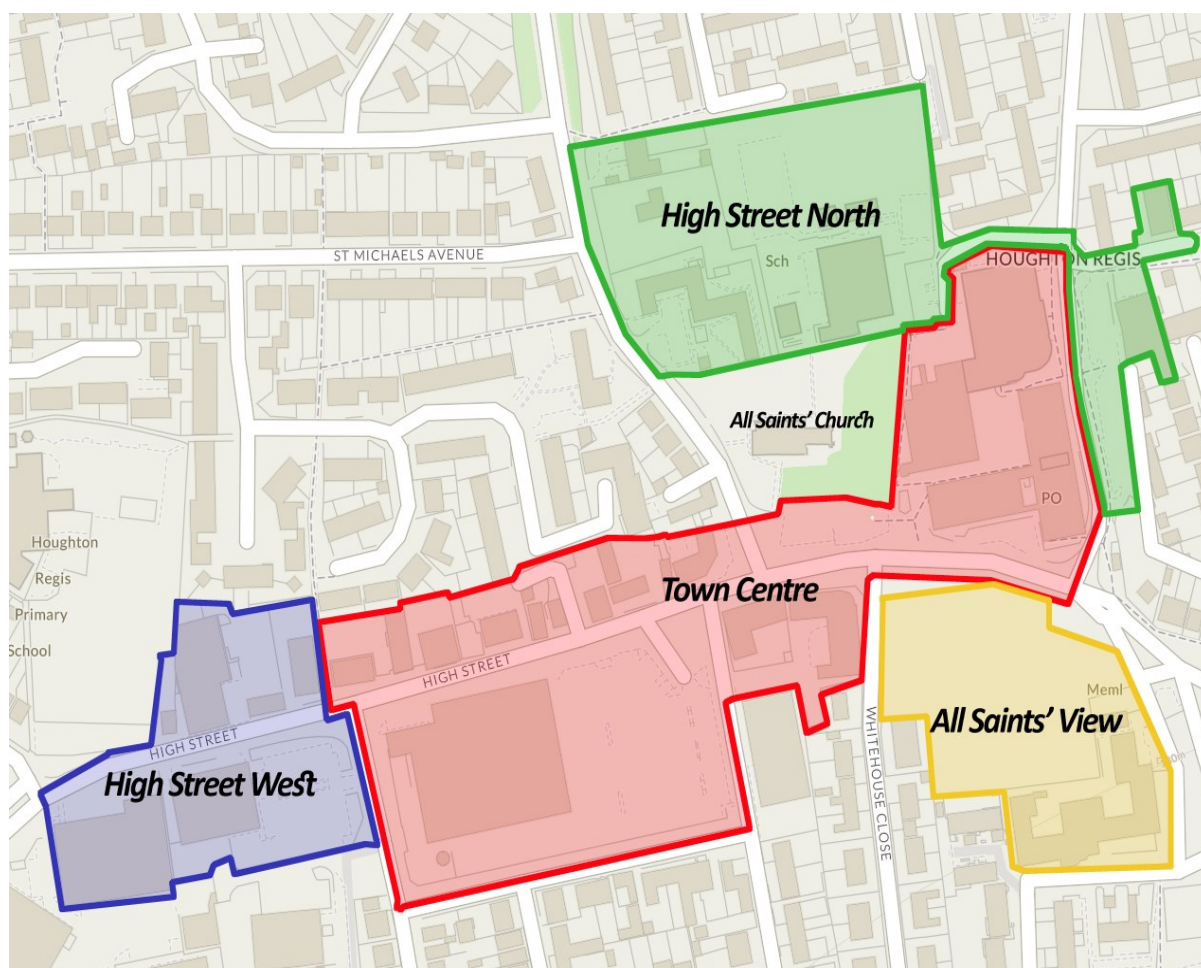 High Street North
ST MICHAELS AVENUE
Sch
HOUGHTON REGIS
All Saints' Church
PO
Houghton
Regis
Primary
School
Town Centre
HIGH STREET
Meml
All Saints' View
HIGH STREET
High Street West
WHITEHOUSE CLOSE